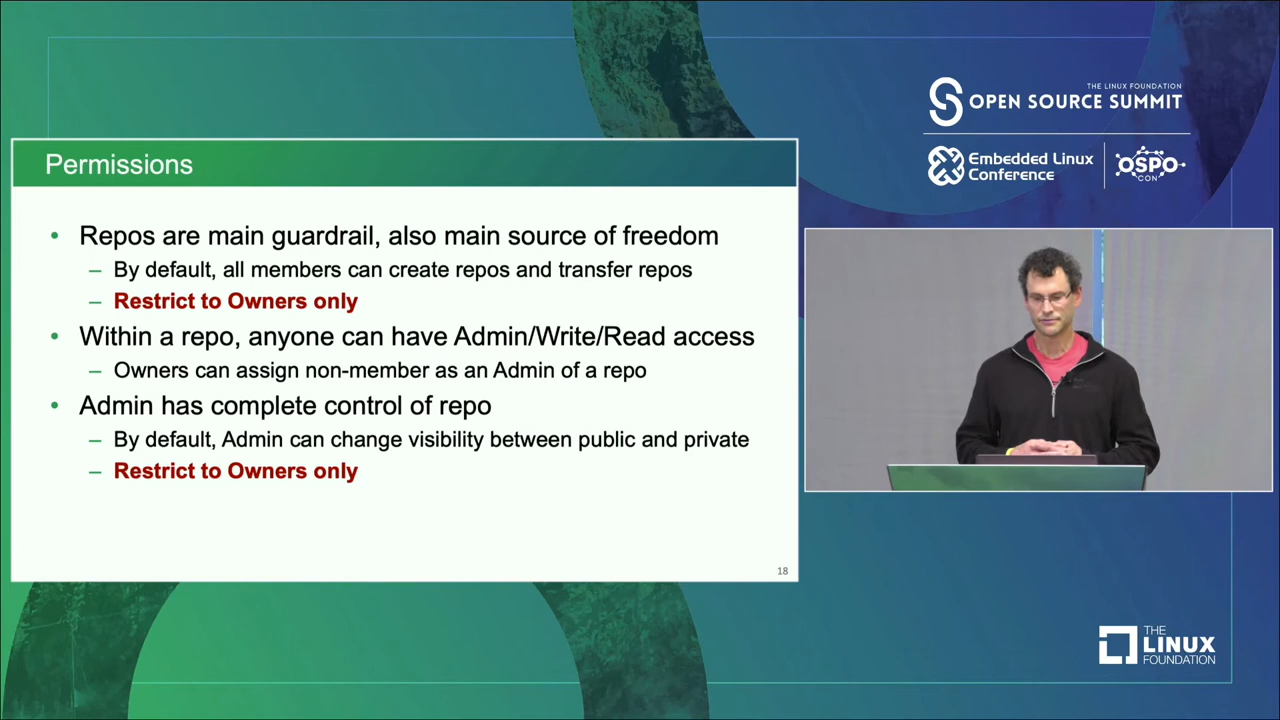 THE LINUX FOUNDATION
OPEN SOURCE SUMMIT
Embedded Linux
Conference
OSPO
CON
Permissions
• Repos are main guardrail, also main source of freedom
– By default, all members can create repos and transfer repos
– Restrict to Owners only
• Within a repo, anyone can have Admin/Write/Read access
– Owners can assign non-member as an Admin of a repo
• Admin has complete control of repo
– By default, Admin can change visibility between public and private
– Restrict to Owners only
18
THE
LINUX
FOUNDATION